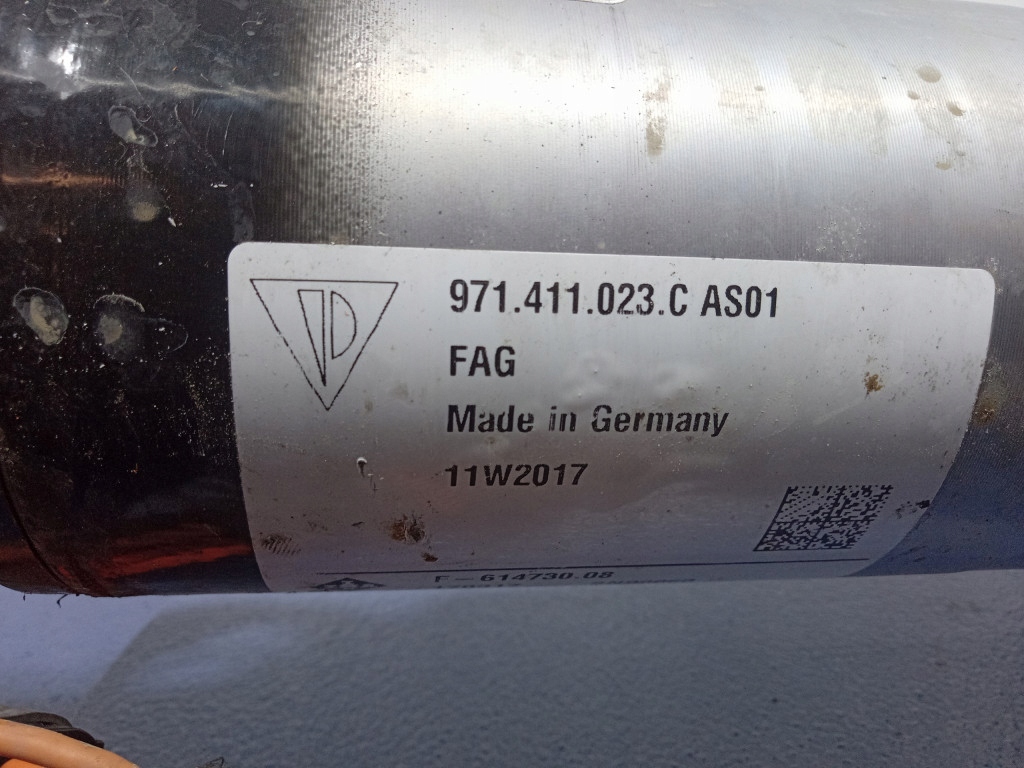 971.411.023.C AS01
FAG
Made in Germany
11W2017
F-614730.08